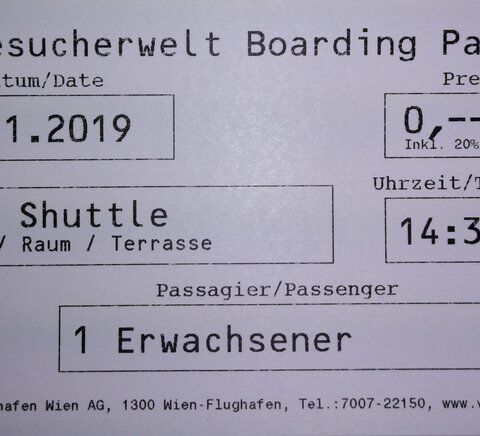 esucherwelt Boarding Pa
tum/Date
Pre
1.2019
0,--
Inkl. 20%
Uhrzeit/T
Shuttle
/ Raum / Terrasse
14:3
Passagier/Passenger
1 Erwachsener
hafen Wien AG, 1300 Wien-Flughafen, Tel.:7007-22150, www.v